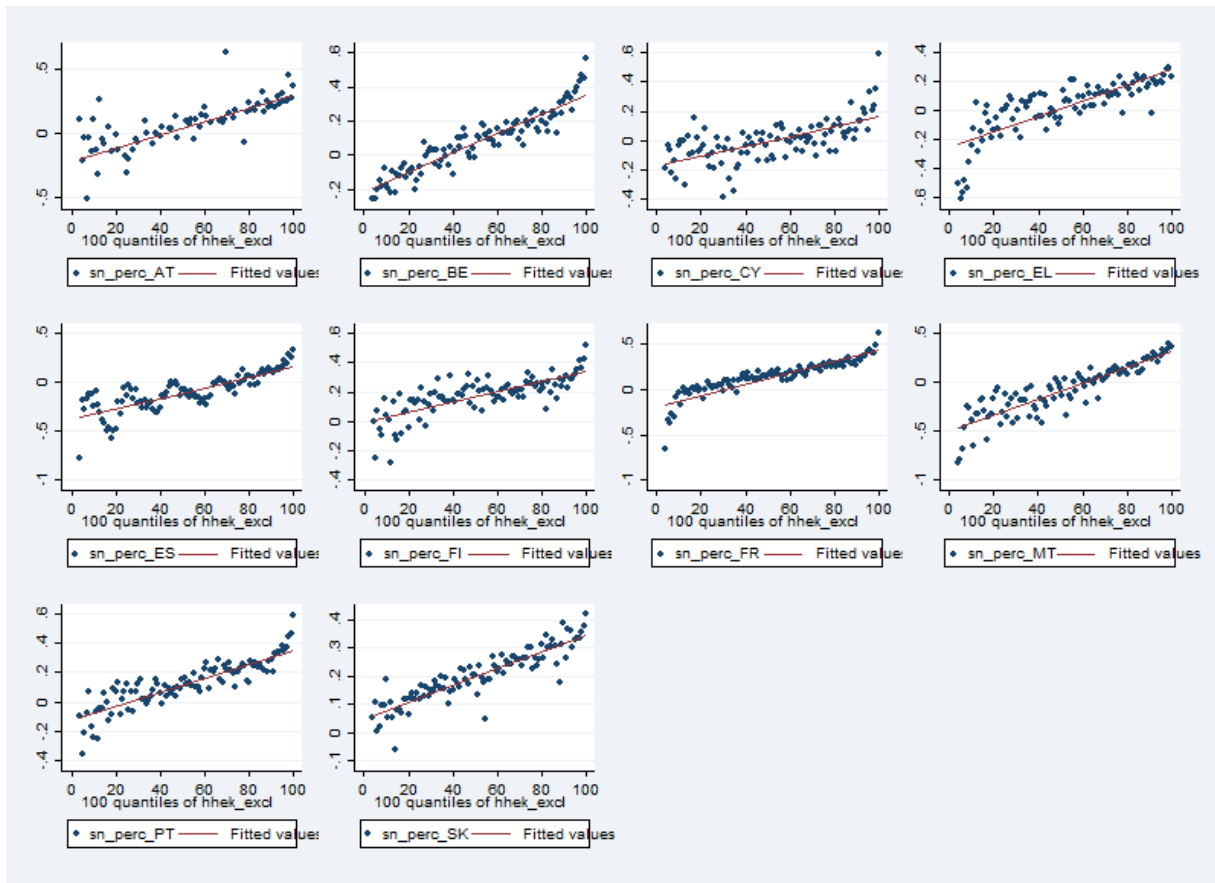 .5
0
-.5
0 20 40 60 80 100
100 quantiles of hhek_excl
sn_perc_AT Fitted values
.6
.4
.2
0
-.2
0 20 40 60 80 100
100 quantiles of hhek_excl
sn_perc_BE Fitted values
.6
.4
.2
0
-.2
-.4
0 20 40 60 80 100
100 quantiles of hhek_excl
sn_perc_CY Fitted values
.4
.2
0
-.2
-.4
-.6
0 20 40 60 80 100
100 quantiles of hhek_excl
sn_perc_EL Fitted values
.5
0
-.5
-1
0 20 40 60 80 100
100 quantiles of hhek_excl
sn_perc_ES Fitted values
.6
.4
.2
0
-.2
-.4
0 20 40 60 80 100
100 quantiles of hhek_excl
sn_perc_FI Fitted values
.5
0
-.5
-1
0 20 40 60 80 100
100 quantiles of hhek_excl
sn_perc_FR Fitted values
.5
0
-.5
-1
0 20 40 60 80 100
100 quantiles of hhek_excl
sn_perc_MT Fitted values
.6
.4
.2
0
-.2
-.4
0 20 40 60 80 100
100 quantiles of hhek_excl
sn_perc_PT Fitted values
.4
.3
.2
.1
0
-.1
0 20 40 60 80 100
100 quantiles of hhek_excl
sn_perc_SK Fitted values